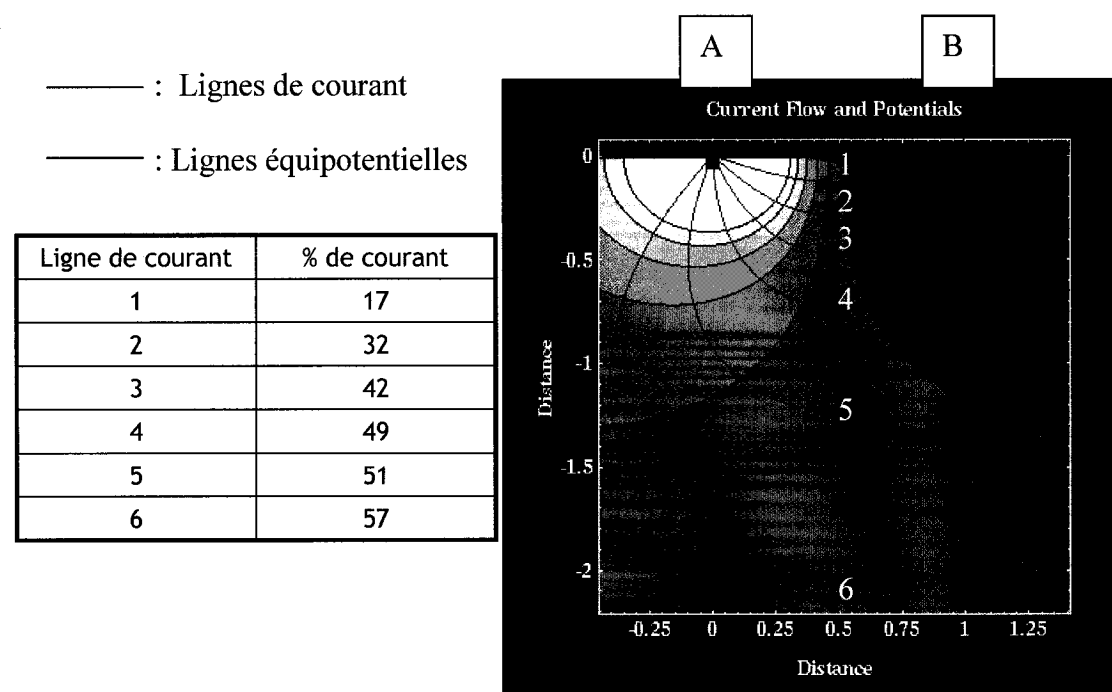 A
B
: Lignes de courant
: Lignes équipotentielles
Ligne de courant % de courant
1 17
2 32
3 42
4 49
5 51
6 57
Current Flow and Potentials
0
-0.5
-1
-1.5
-2
Distance
1
2
3
4
5
6
-0.25 0 0.25 0.5 0.75 1 1.25
Distance